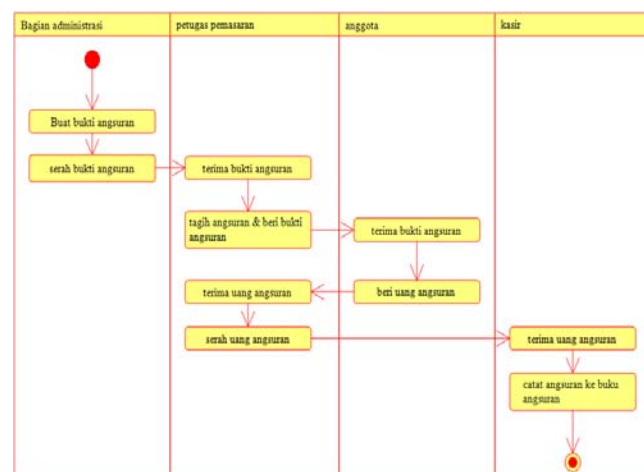 Bagian administrasi
petugas pemasaran
anggota
kasir
Buat bukti angsuran
serah bukti angsuran
terima bukti angsuran
tagih angsuran & beri bukti
angsuran
terima bukti angsuran
beri uang angsuran
terima uang angsuran
serah uang angsuran
terima uang angsuran
catat angsuran ke buku
angsuran